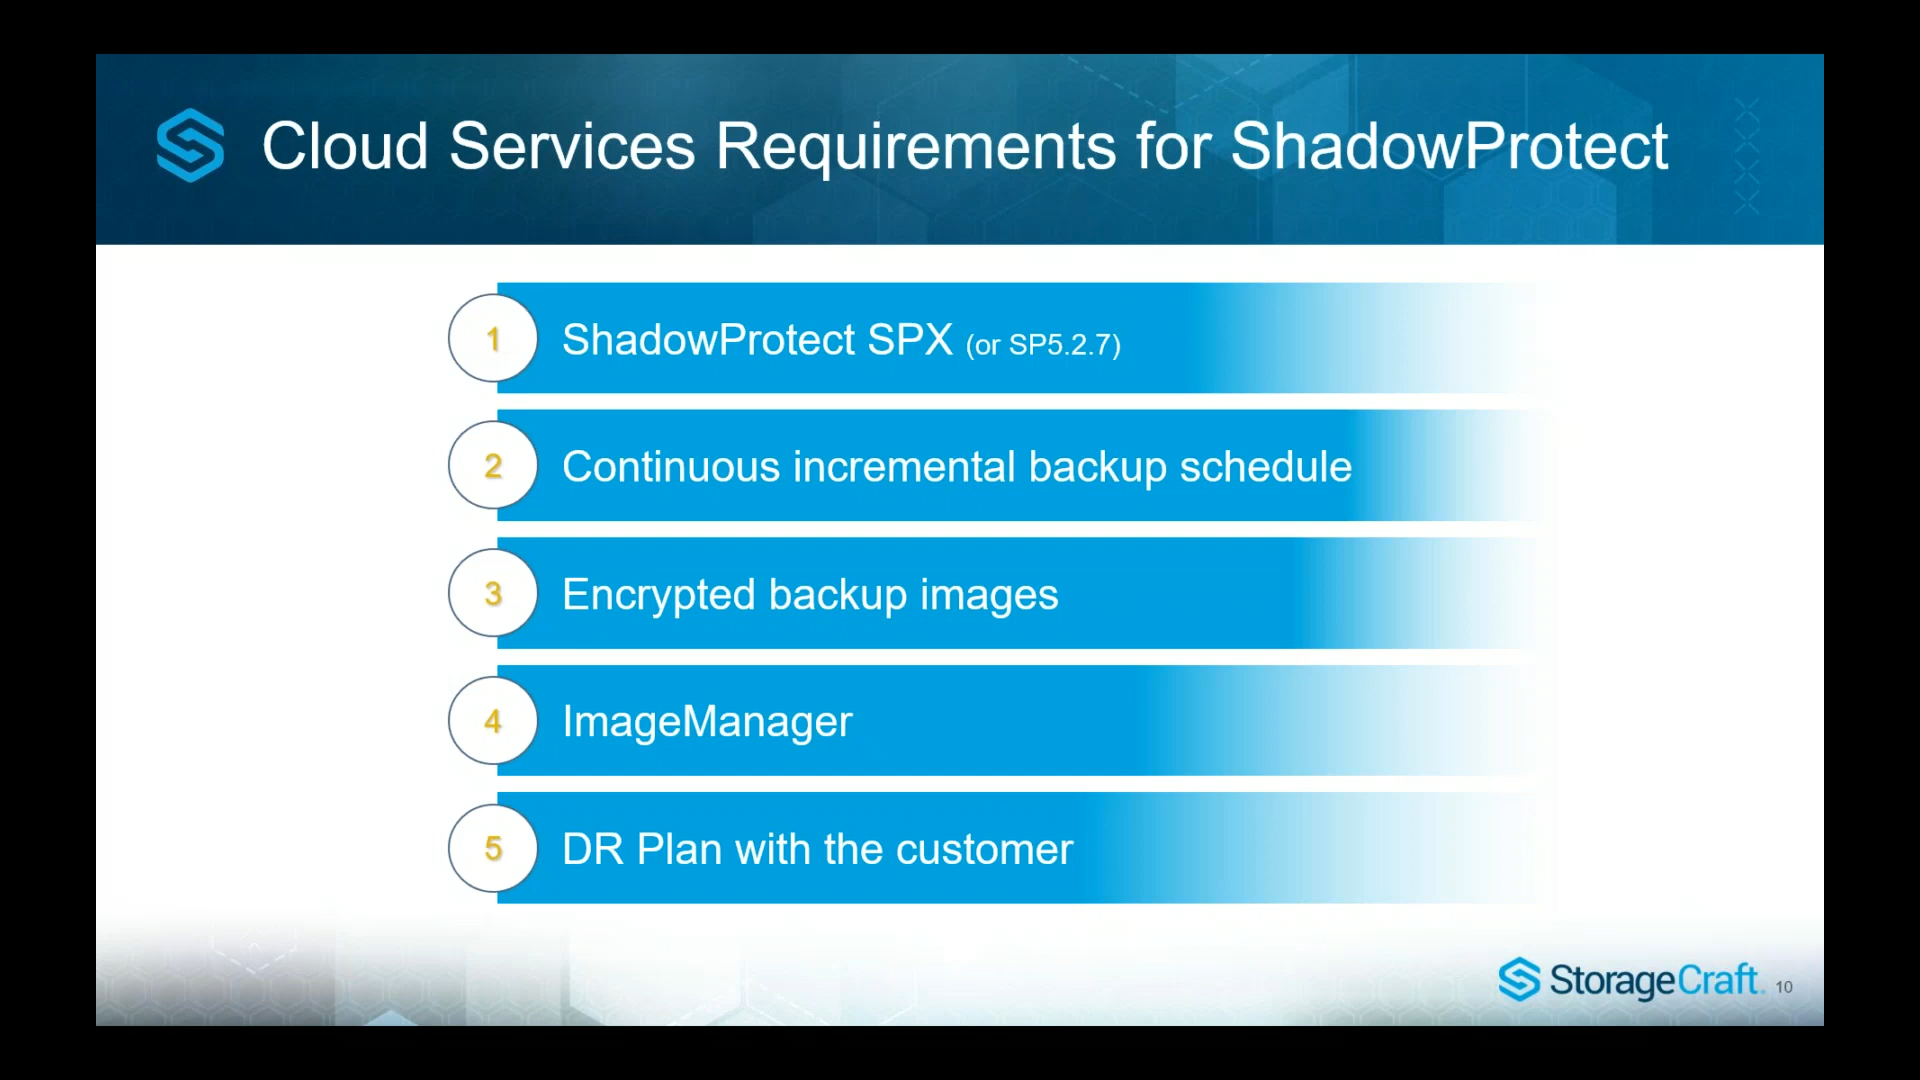 Cloud Services Requirements for ShadowProtect
1 ShadowProtect SPX (or SP5.2.7)
2 Continuous incremental backup schedule
3 Encrypted backup images
4 ImageManager
5 DR Plan with the customer
StorageCraft. 10